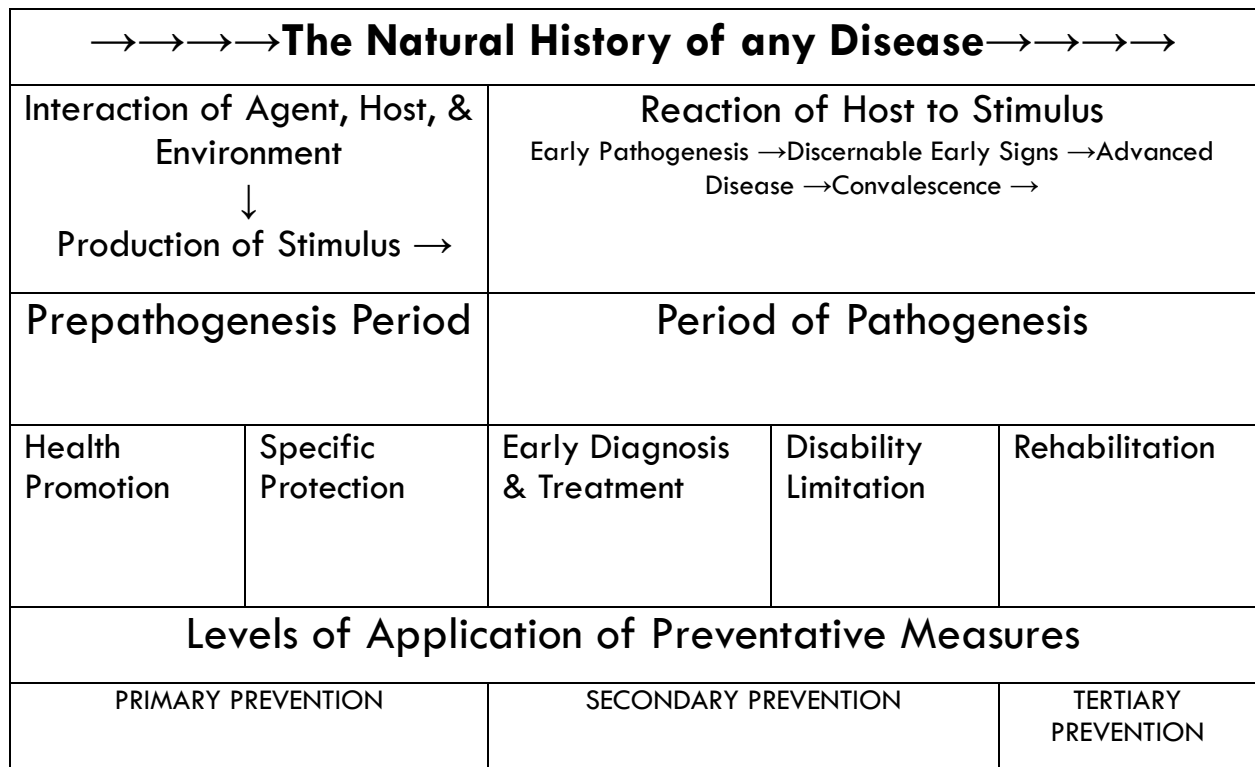 →→→→The Natural History of any Disease→→→→
Interaction of Agent, Host, &
Environment
↓
Production of Stimulus →
Reaction of Host to Stimulus
Early Pathogenesis →Discernable Early Signs →Advanced
Disease →Convalescence →
Prepathogenesis Period
Period of Pathogenesis
Health
Promotion
Specific
Protection
Early Diagnosis
& Treatment
Disability
Limitation
Rehabilitation
Levels of Application of Preventative Measures
PRIMARY PREVENTION
SECONDARY PREVENTION
TERTIARY
PREVENTION